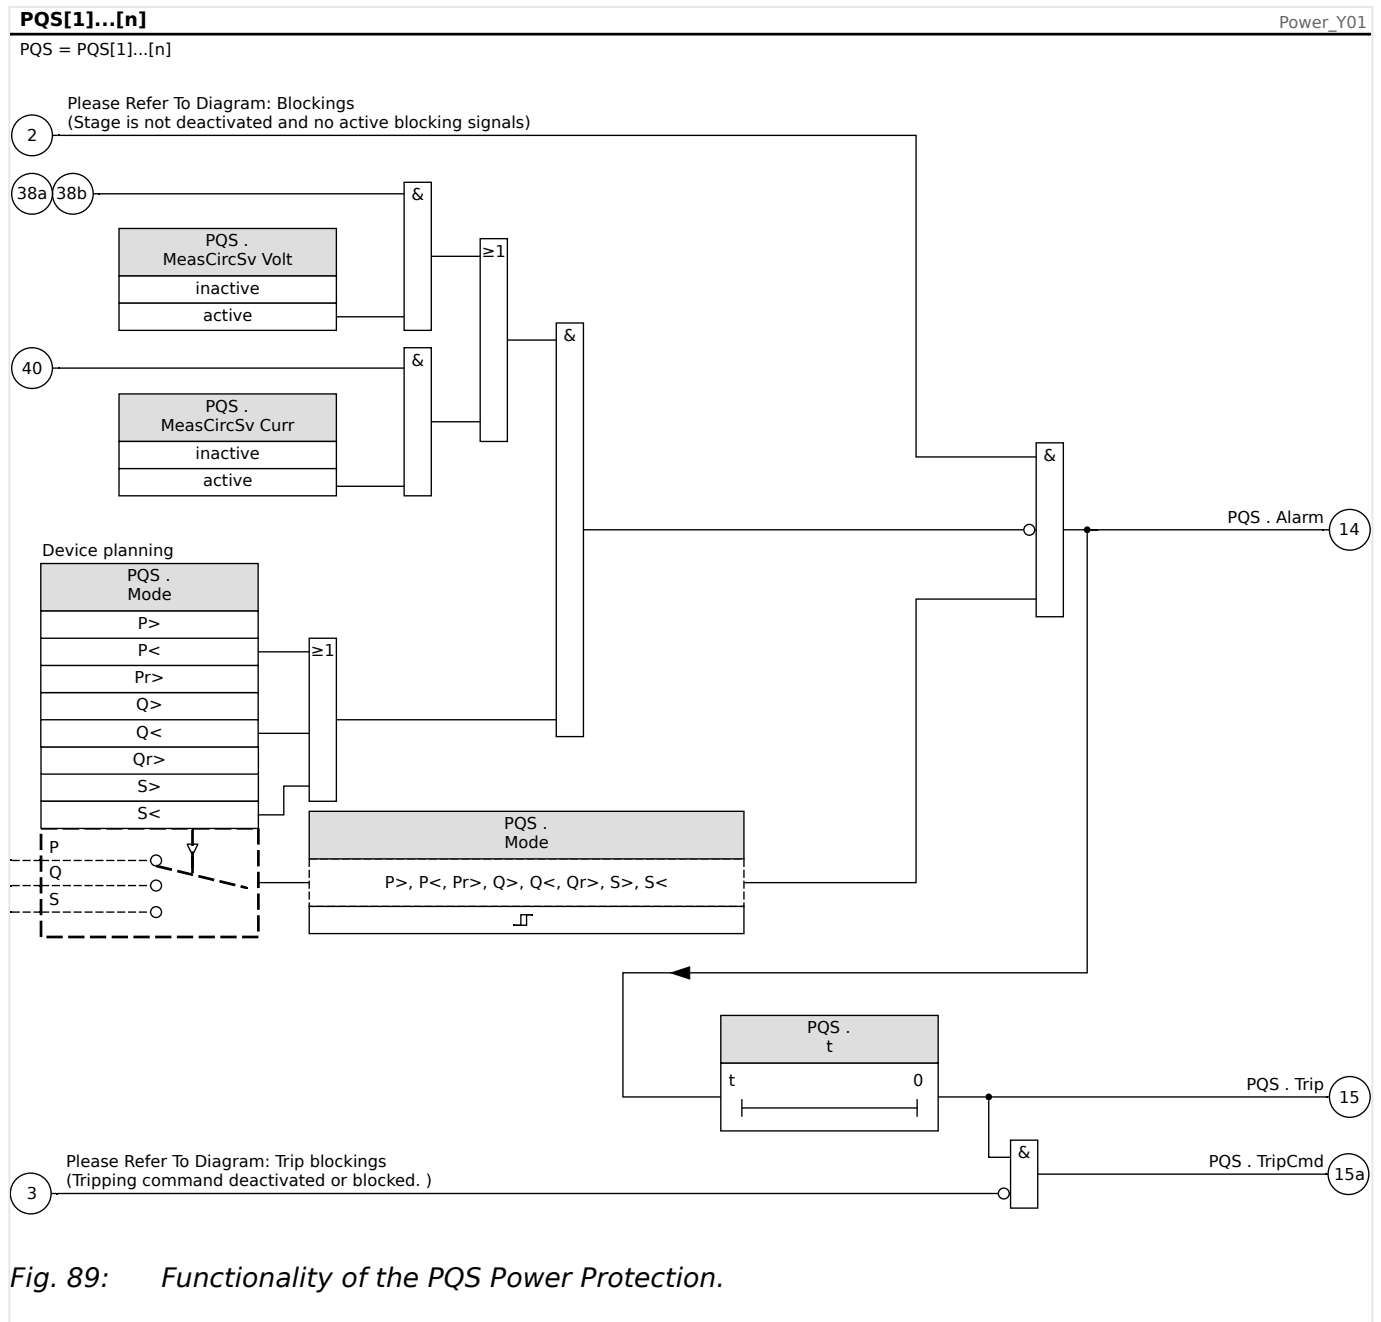 PQS[1]...[n]
Power_Y01
PQS = PQS[1]...[n]
Please Refer To Diagram: Blockings
(Stage is not deactivated and no active blocking signals)
2
38a 38b
&
PQS .
MeasCircSv Volt
inactive
active
≥1
&
40
&
PQS .
MeasCircSv Curr
inactive
active
&
PQS . Alarm
14
Device planning
PQS .
Mode
P>
P<
Pr>
Q>
Q<
Qr>
S>
S<
≥1
P
Q
S
PQS .
Mode
P>, P<, Pr>, Q>, Q<, Qr>, S>, S<
PQS .
t
t 0
PQS . Trip
15
&
PQS . TripCmd
15a
Please Refer To Diagram: Trip blockings
(Tripping command deactivated or blocked. )
3
Fig. 89: Functionality of the PQS Power Protection.